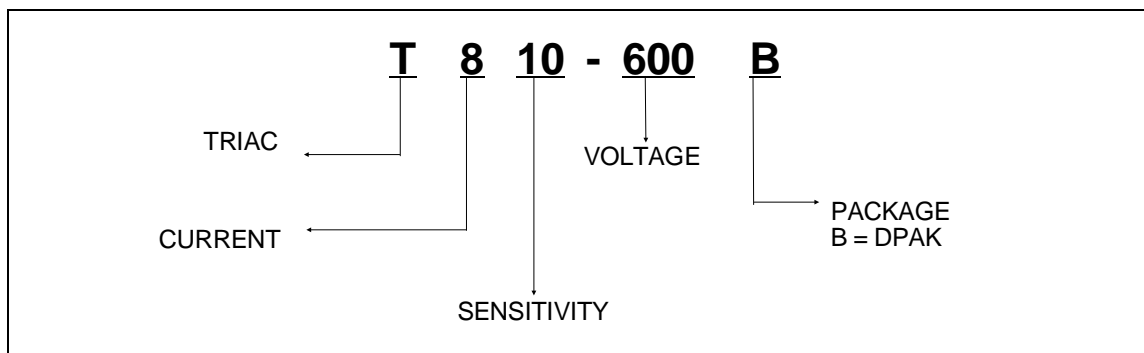 T 8 10 - 600 B
TRIAC
VOLTAGE
CURRENT
PACKAGE
B = DPAK
SENSITIVITY